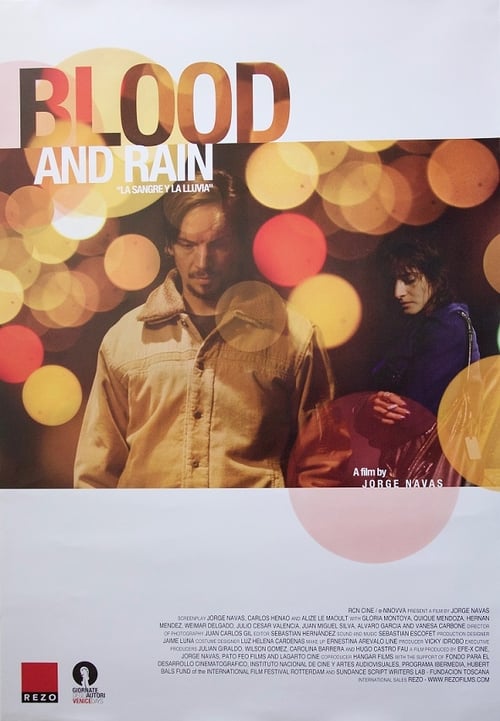 BLOOD
AND RAIN
"LA SANGRE Y LA LLUVIA"
A film by
JORGE NAVAS
RCN CINE / e-NNOVVA PRESENT A FILM BY JORGE NAVAS
SCREENPLAY JORGE NAVAS, CARLOS HENAO AND ALIZE LE MAOULT WITH GLORIA MONTOYA, QUIQUE MENDOZA, HERNAN
MENDEZ, WEIMAR DELGADO, JULIO CESAR VALENCIA, JUAN MIGUEL SILVA, ALVARO GARCIA AND VANESA CARBONE DIRECTOR
OF PHOTOGRAPHY JUAN CARLOS GIL EDITOR SEBASTIAN HERNÁNDEZ SOUND AND MUSIC SEBASTIAN ESCOFET PRODUCTION DESIGNER
JAIME LUNA COSTUME DESIGNER LUZ HELENA CARDENAS MAKE UP ERNESTINA AREVALO LINE PRODUCER VICKY IDROBO EXECUTIVE
PRODUCERS JULIAN GIRALDO, WILSON GOMEZ, CAROLINA BARRERA AND HUGO CASTRO FAU A FILM PRODUCED BY EFE-X CINE,
JORGE NAVAS, PATO FEO FILMS AND LAGARTO CINE COPRODUCER HANGAR FILMS WITH THE SUPPORT OF FONDO PARA EL
DESARROLLO CINEMATOGRAFICO, INSTITUTO NACIONAL DE CINE Y ARTES AUDIOVISUALES, PROGRAMA IBERMEDIA, HUBERT
BALS FUND of the INTERNATIONAL FILM FESTIVAL ROTTERDAM AND SUNDANCE SCRIPT WRITERS LAB - FUNDACION TOSCANA
INTERNATIONAL SALES REZO - WWW.REZOFILMS.COM
REZO
GIORNATE
DEGLI AUTORI
VENICE DAYS